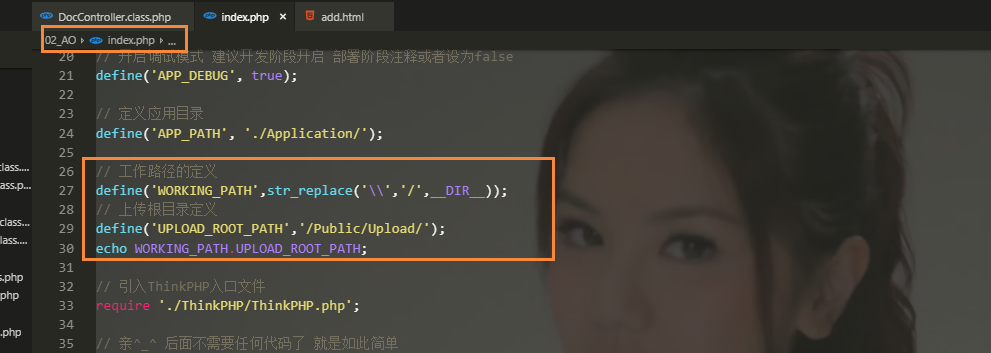 DocController.class.php index.php × add.html
02_AO › index.php › ...
20 // 开启调试模式 建议开发阶段开启 部署阶段注释或者设为false
21 define('APP_DEBUG', true);
22
23 // 定义应用目录
24 define('APP_PATH', './Application/');
25
class....
26 // 工作路径的定义
ass.p...
27 define('WORKING_PATH',str_replace('\\','/',__DIR__));
28 // 上传根目录定义
class....
29 define('UPLOAD_ROOT_PATH','/Public/Upload/');
lass....
30 echo WORKING_PATH.UPLOAD_ROOT_PATH;
31
s.php
32 // 引入ThinkPHP入口文件
php
33 require './ThinkPHP/ThinkPHP.php';
34
.php
35 // 亲^_^ 后面不需要任何代码了 就是如此简单